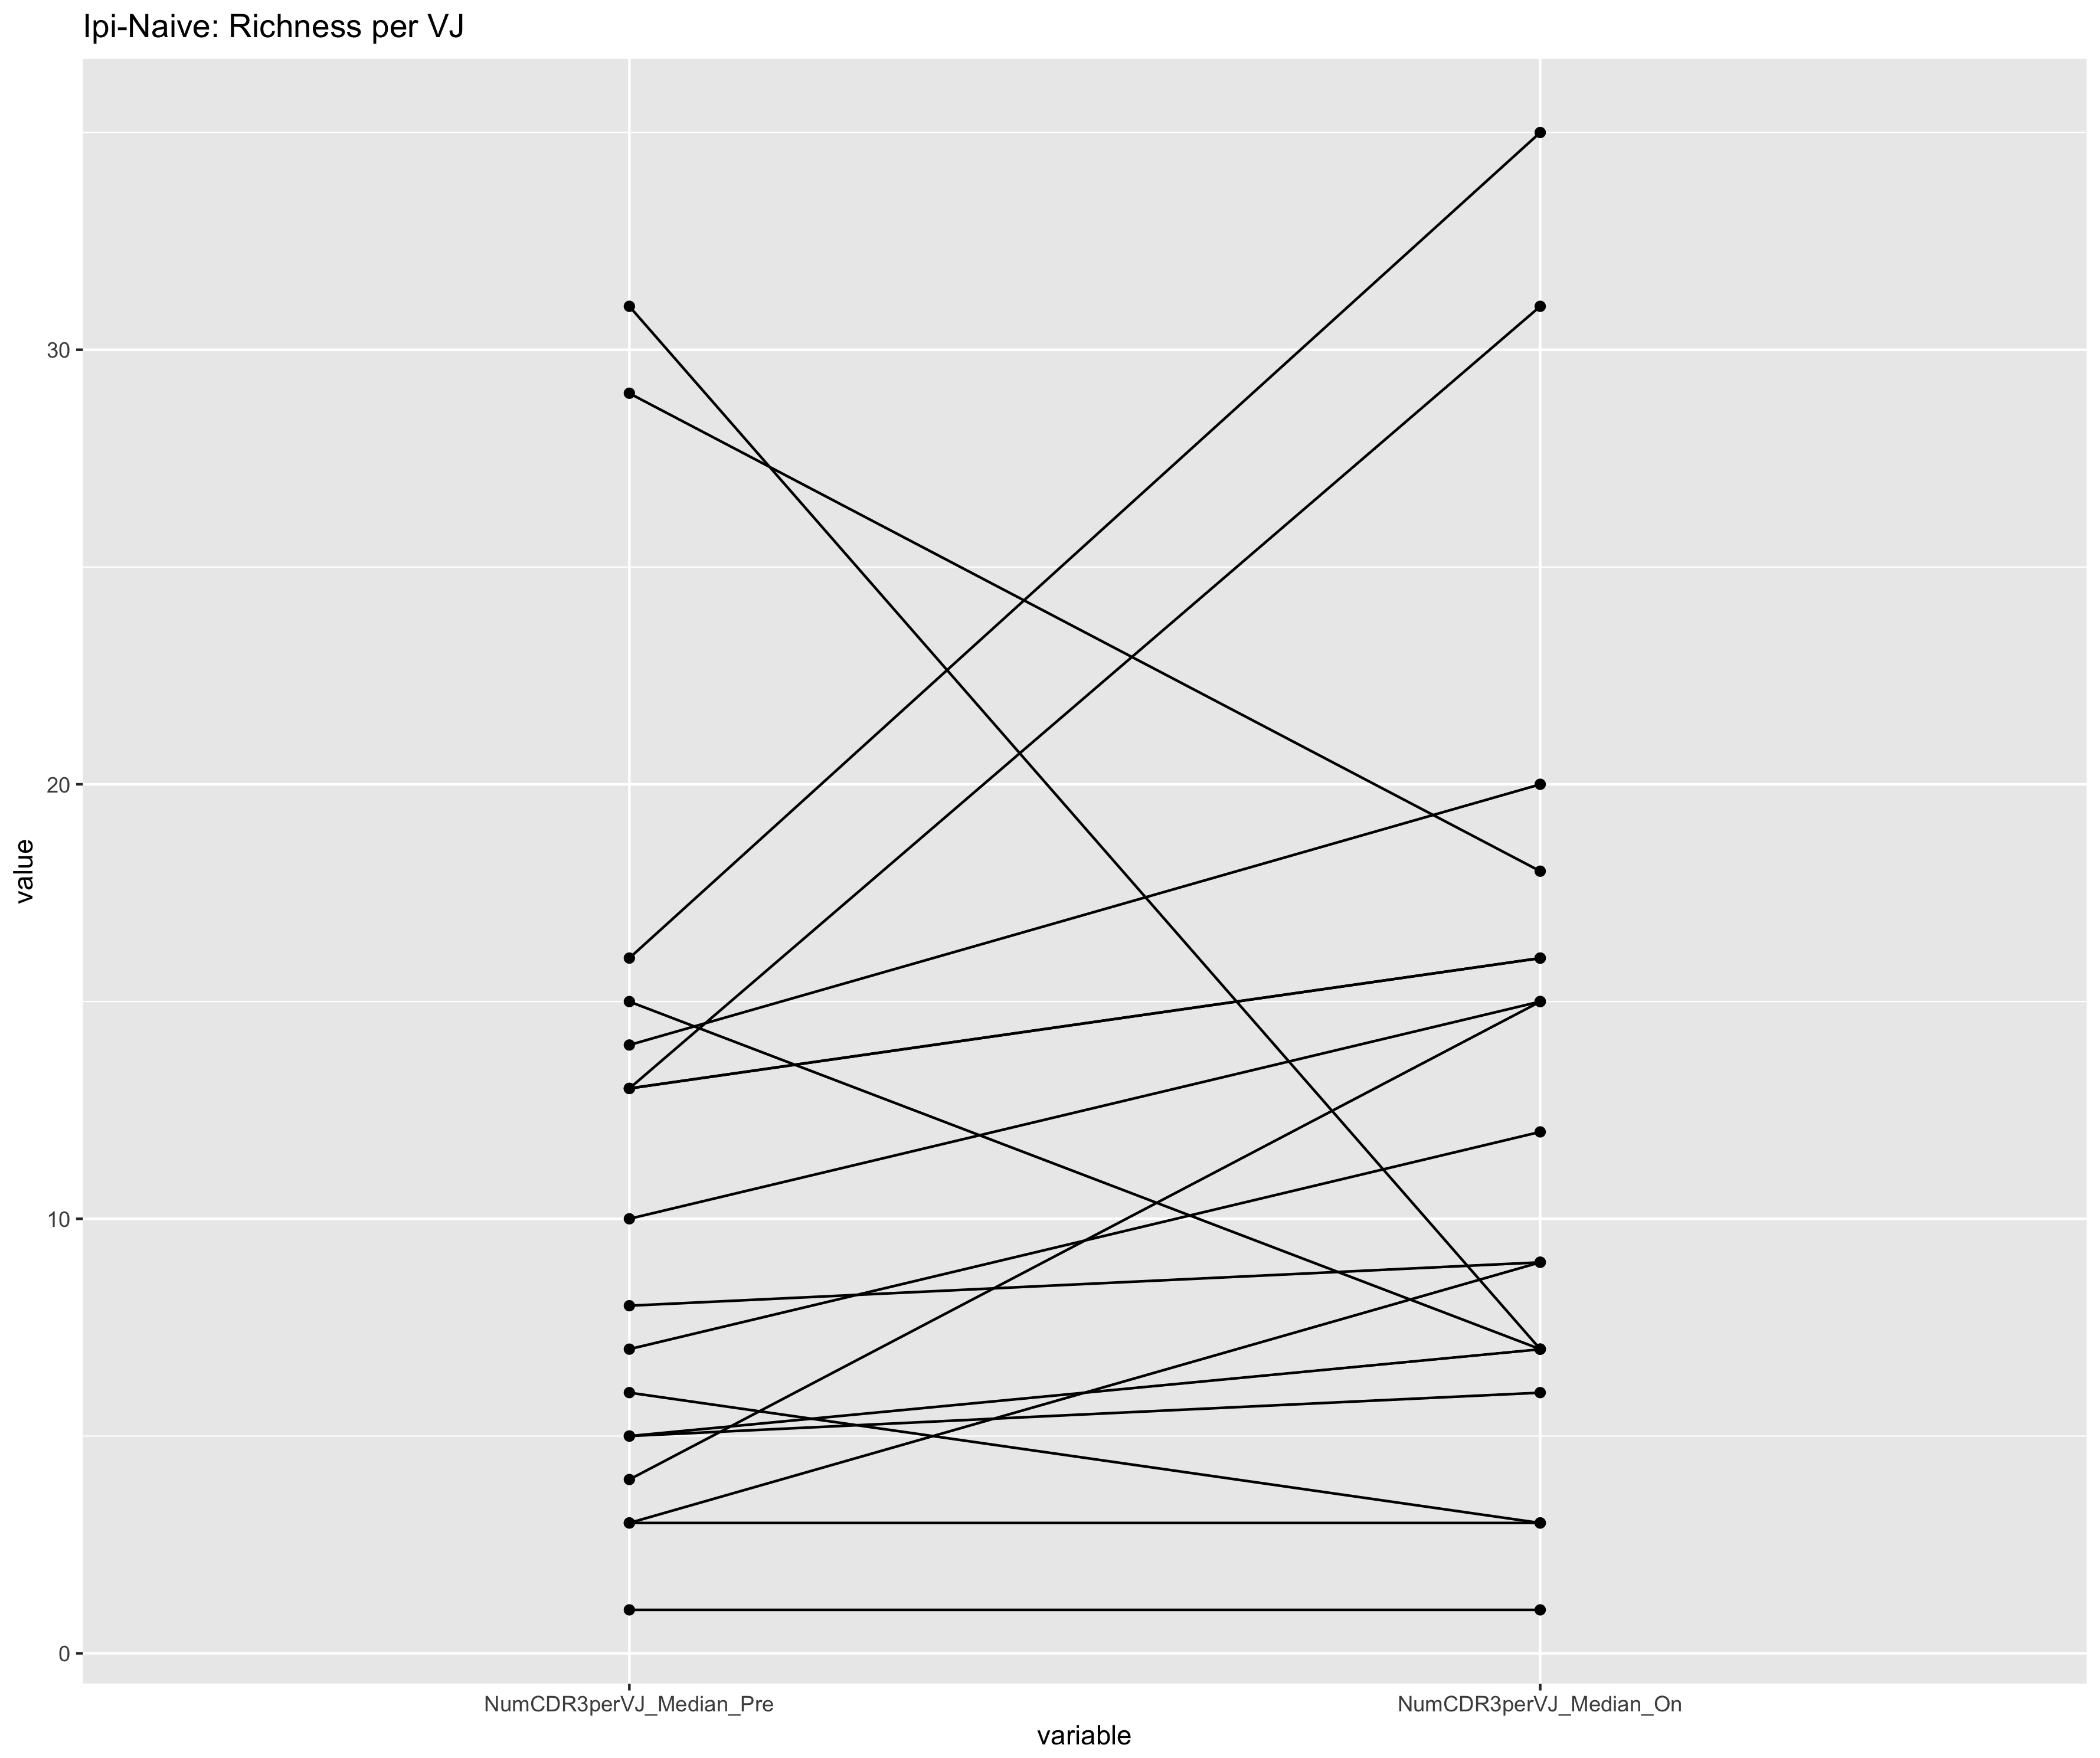 Ipi-Naive: Richness per VJ
30
20
10
0
value
NumCDR3perVJ_Median_Pre
NumCDR3perVJ_Median_On
variable